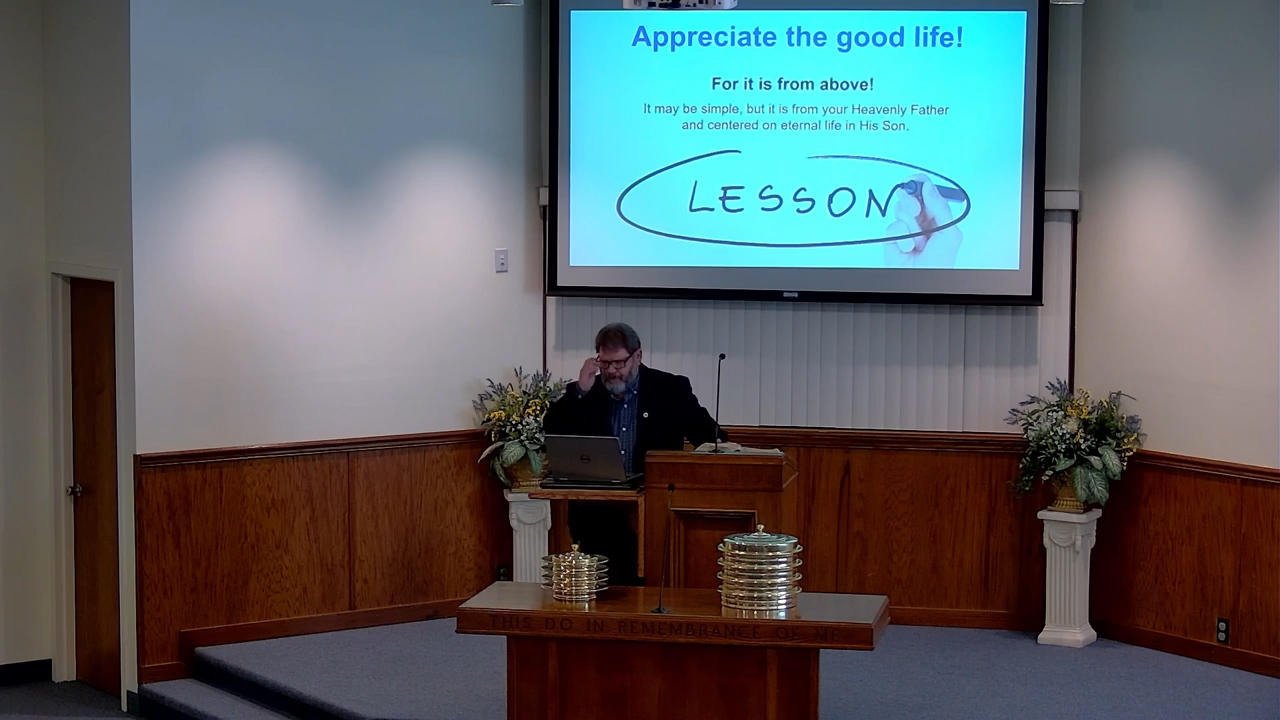 Appreciate the good life!
For it is from above!
It may be simple, but it is from your Heavenly Father
and centered on eternal life in His Son.
LESSON
THIS DO IN REMEMBRANCE OF ME